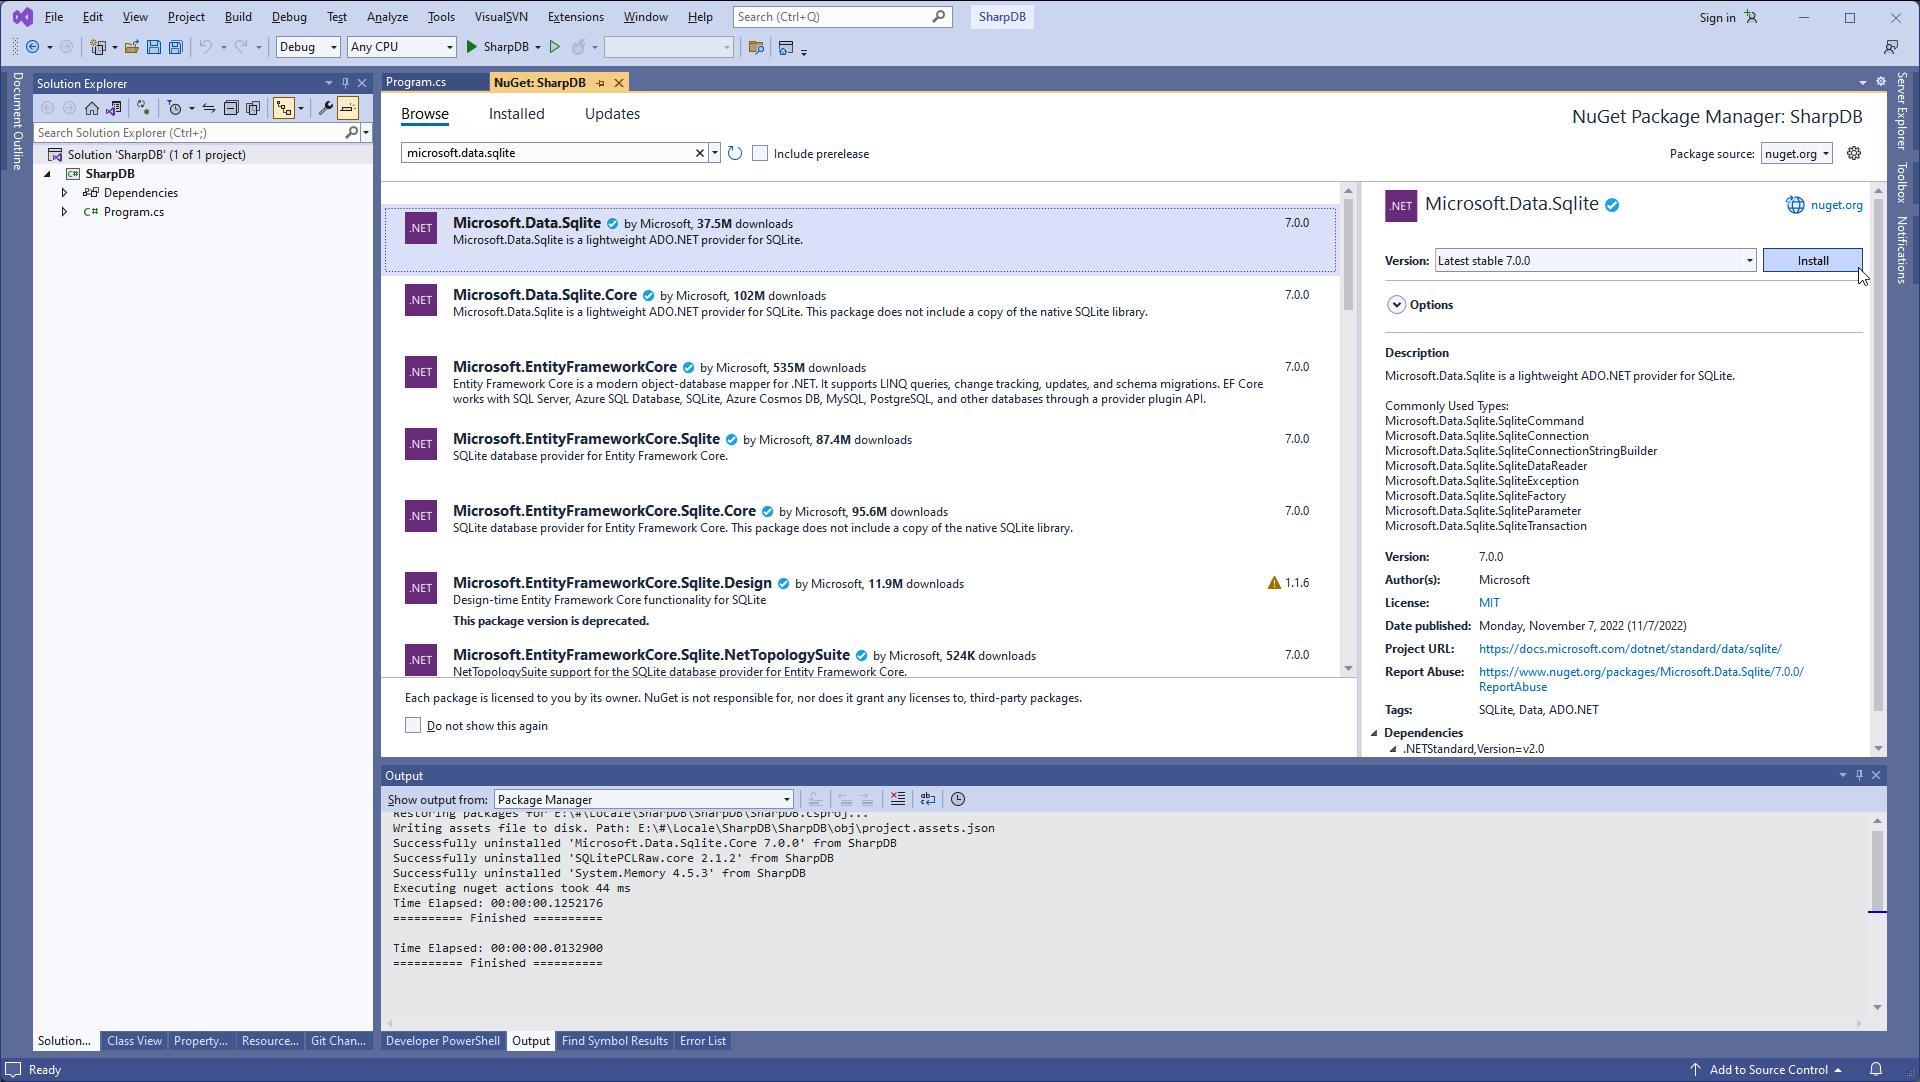 File Edit View Project Build Debug Test Analyze Tools VisualSVN Extensions Window Help Search (Ctrl+Q) SharpDB Sign in
Debug Any CPU SharpDB
Document Outline
Solution Explorer
Search Solution Explorer (Ctrl+;)
Solution 'SharpDB' (1 of 1 project)
C# SharpDB
Dependencies
C# Program.cs
Program.cs NuGet: SharpDB
Browse Installed Updates
NuGet Package Manager: SharpDB
microsoft.data.sqlite Include prerelease
Package source: nuget.org
.NET Microsoft.Data.Sqlite by Microsoft, 37.5M downloads 7.0.0
Microsoft.Data.Sqlite is a lightweight ADO.NET provider for SQLite.
.NET Microsoft.Data.Sqlite.Core by Microsoft, 102M downloads 7.0.0
Microsoft.Data.Sqlite is a lightweight ADO.NET provider for SQLite. This package does not include a copy of the native SQLite library.
.NET Microsoft.EntityFrameworkCore by Microsoft, 535M downloads 7.0.0
Entity Framework Core is a modern object-database mapper for .NET. It supports LINQ queries, change tracking, updates, and schema migrations. EF Core
works with SQL Server, Azure SQL Database, SQLite, Azure Cosmos DB, MySQL, PostgreSQL, and other databases through a provider plugin API.
.NET Microsoft.EntityFrameworkCore.Sqlite by Microsoft, 87.4M downloads 7.0.0
SQLite database provider for Entity Framework Core.
.NET Microsoft.EntityFrameworkCore.Sqlite.Core by Microsoft, 95.6M downloads 7.0.0
SQLite database provider for Entity Framework Core. This package does not include a copy of the native SQLite library.
.NET Microsoft.EntityFrameworkCore.Sqlite.Design by Microsoft, 11.9M downloads 1.1.6
Design-time Entity Framework Core functionality for SQLite
This package version is deprecated.
.NET Microsoft.EntityFrameworkCore.Sqlite.NetTopologySuite by Microsoft, 524K downloads 7.0.0
NetTopologySuite support for the SQLite database provider for Entity Framework Core.
Each package is licensed to you by its owner. NuGet is not responsible for, nor does it grant any licenses to, third-party packages.
Do not show this again
.NET Microsoft.Data.Sqlite nuget.org
Version: Latest stable 7.0.0 Install
Options
Description
Microsoft.Data.Sqlite is a lightweight ADO.NET provider for SQLite.
Commonly Used Types:
Microsoft.Data.Sqlite.SqliteCommand
Microsoft.Data.Sqlite.SqliteConnection
Microsoft.Data.Sqlite.SqliteConnectionStringBuilder
Microsoft.Data.Sqlite.SqliteDataReader
Microsoft.Data.Sqlite.SqliteException
Microsoft.Data.Sqlite.SqliteFactory
Microsoft.Data.Sqlite.SqliteParameter
Microsoft.Data.Sqlite.SqliteTransaction
Version: 7.0.0
Author(s): Microsoft
License: MIT
Date published: Monday, November 7, 2022 (11/7/2022)
Project URL: https://docs.microsoft.com/dotnet/standard/data/sqlite/
Report Abuse: https://www.nuget.org/packages/Microsoft.Data.Sqlite/7.0.0/
ReportAbuse
Tags: SQLite, Data, ADO.NET
Dependencies
.NETStandard,Version=v2.0
Server Explorer
Toolbox
Notifications
Output
Show output from: Package Manager
Restoring packages for E:\#\Locale\SharpDB\SharpDB\SharpDB.csproj...
Writing assets file to disk. Path: E:\#\Locale\SharpDB\SharpDB\obj\project.assets.json
Successfully uninstalled 'Microsoft.Data.Sqlite.Core 7.0.0' from SharpDB
Successfully uninstalled 'SQLitePCLRaw.core 2.1.2' from SharpDB
Successfully uninstalled 'System.Memory 4.5.3' from SharpDB
Executing nuget actions took 44 ms
Time Elapsed: 00:00:00.1252176
========== Finished ==========
Time Elapsed: 00:00:00.0132900
========== Finished ==========
Solution... Class View Property... Resource... Git Chan... Developer PowerShell Output Find Symbol Results Error List
Ready Add to Source Control